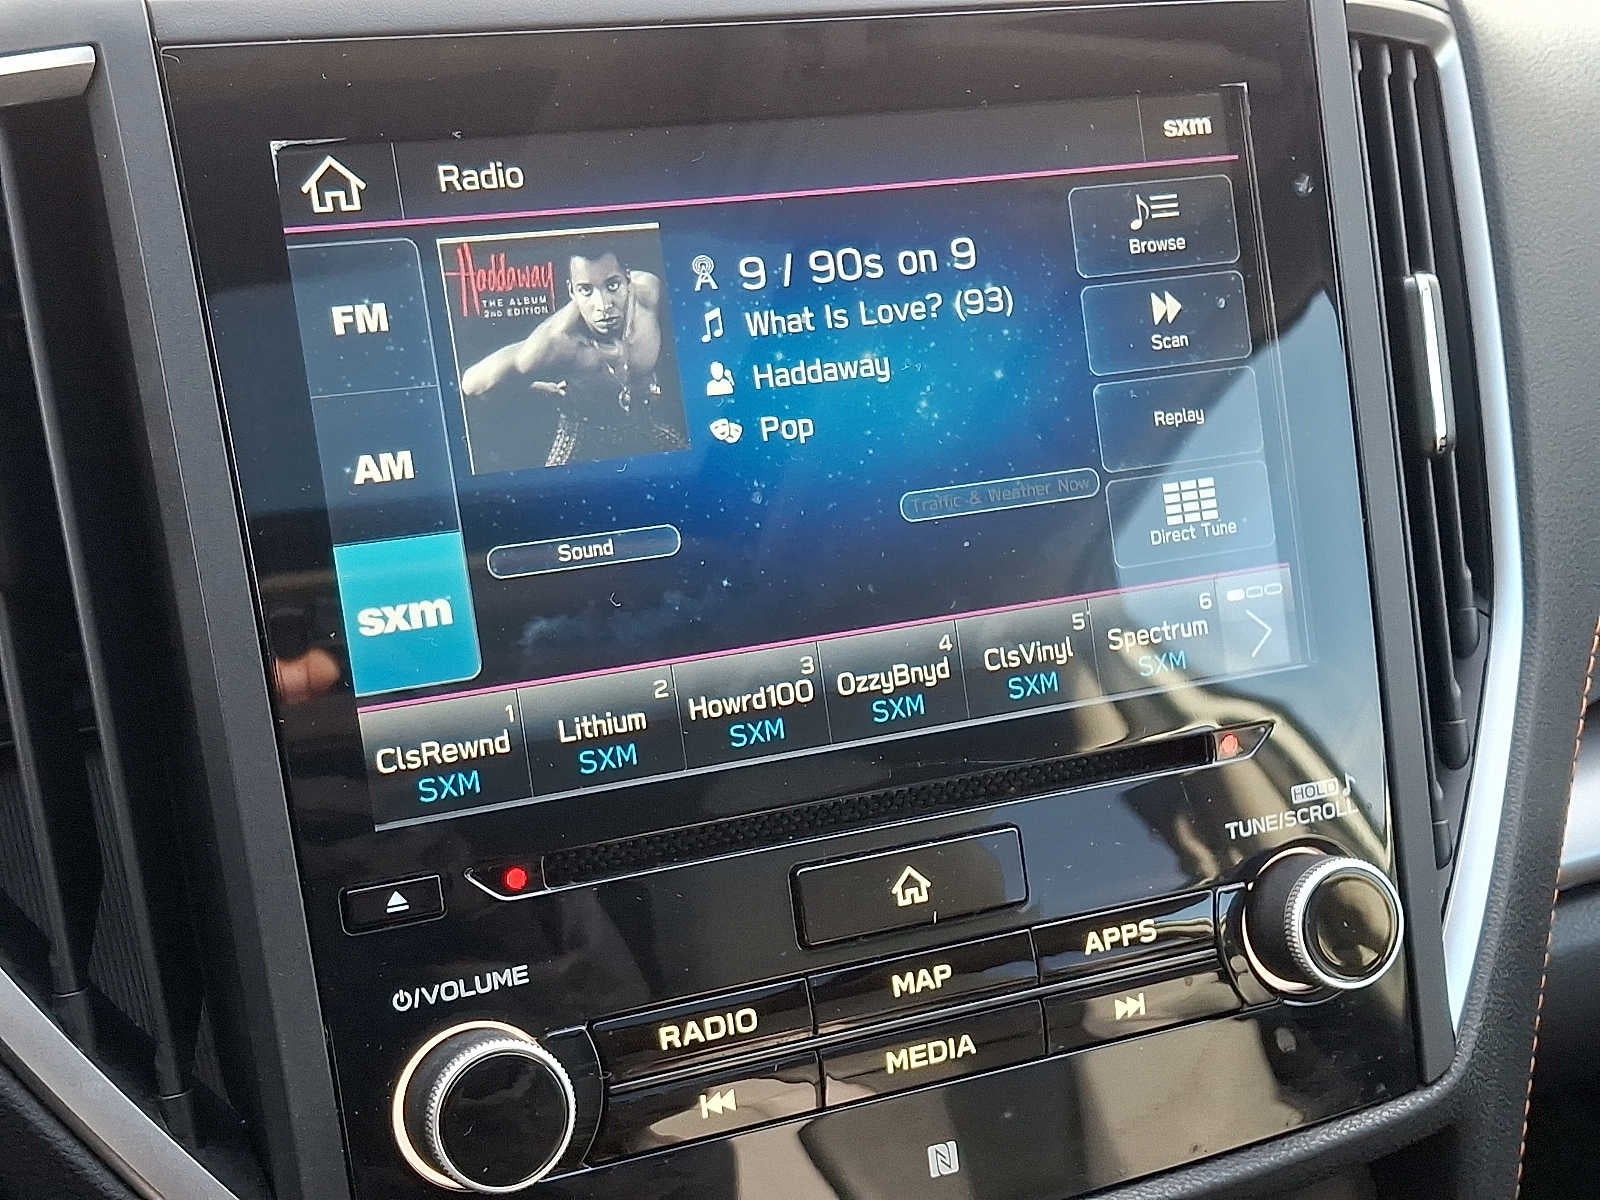 Radio
sxm
FM
AM
sxm
Haddaway
THE ALBUM
2ND EDITION
9 / 90s on 9
What Is Love? (93)
Haddaway
Pop
Browse
Scan
Replay
Direct Tune
Traffic & Weather Now
Sound
1
ClsRewnd
SXM
2
Lithium
SXM
3
Howrd100
SXM
4
OzzyBnyd
SXM
5
ClsVinyl
SXM
6
Spectrum
SXM
HOLD
TUNE/SCROLL
/VOLUME
RADIO
MAP
APPS
MEDIA
N